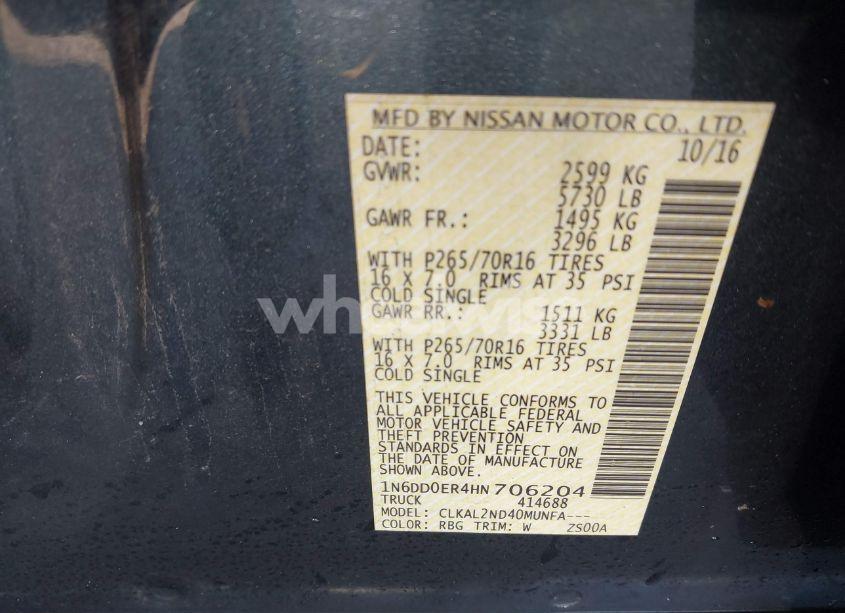 MFD BY NISSAN MOTOR CO., LTD.
DATE: 10/16
GVWR: 2599 KG
5730 LB
GAWR FR.: 1495 KG
3296 LB
WITH P265/70R16 TIRES
16 X 7.0 RIMS AT 35 PSI
COLD SINGLE
GAWR RR.: 1511 KG
3331 LB
WITH P265/70R16 TIRES
16 X 7.0 RIMS AT 35 PSI
COLD SINGLE
THIS VEHICLE CONFORMS TO
ALL APPLICABLE FEDERAL
MOTOR VEHICLE SAFETY AND
THEFT PREVENTION
STANDARDS IN EFFECT ON
THE DATE OF MANUFACTURE
SHOWN ABOVE.
1N6DD0ER4HN706204
TRUCK 414688
MODEL: CLKAL2ND40MUNFA---
COLOR: RBG TRIM: W ZS00A
wheelwise